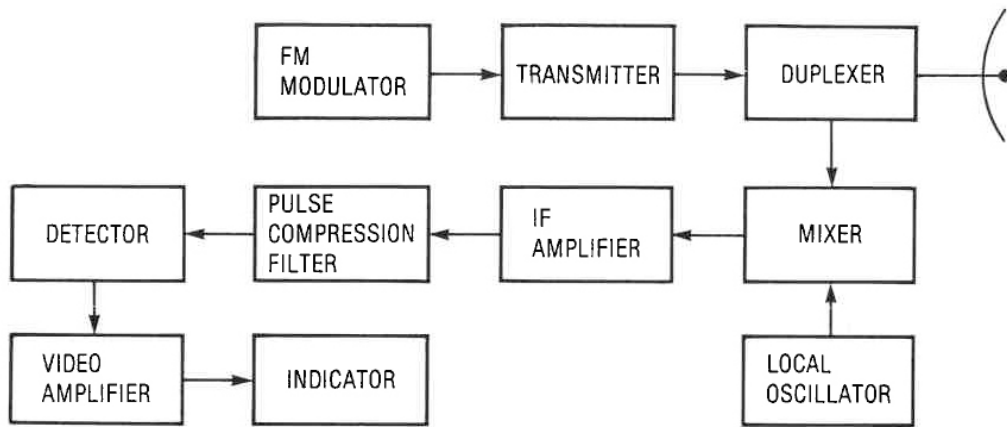 FM
MODULATOR
TRANSMITTER
DUPLEXER
DETECTOR
PULSE
COMPRESSION
FILTER
IF
AMPLIFIER
MIXER
VIDEO
AMPLIFIER
INDICATOR
LOCAL
OSCILLATOR